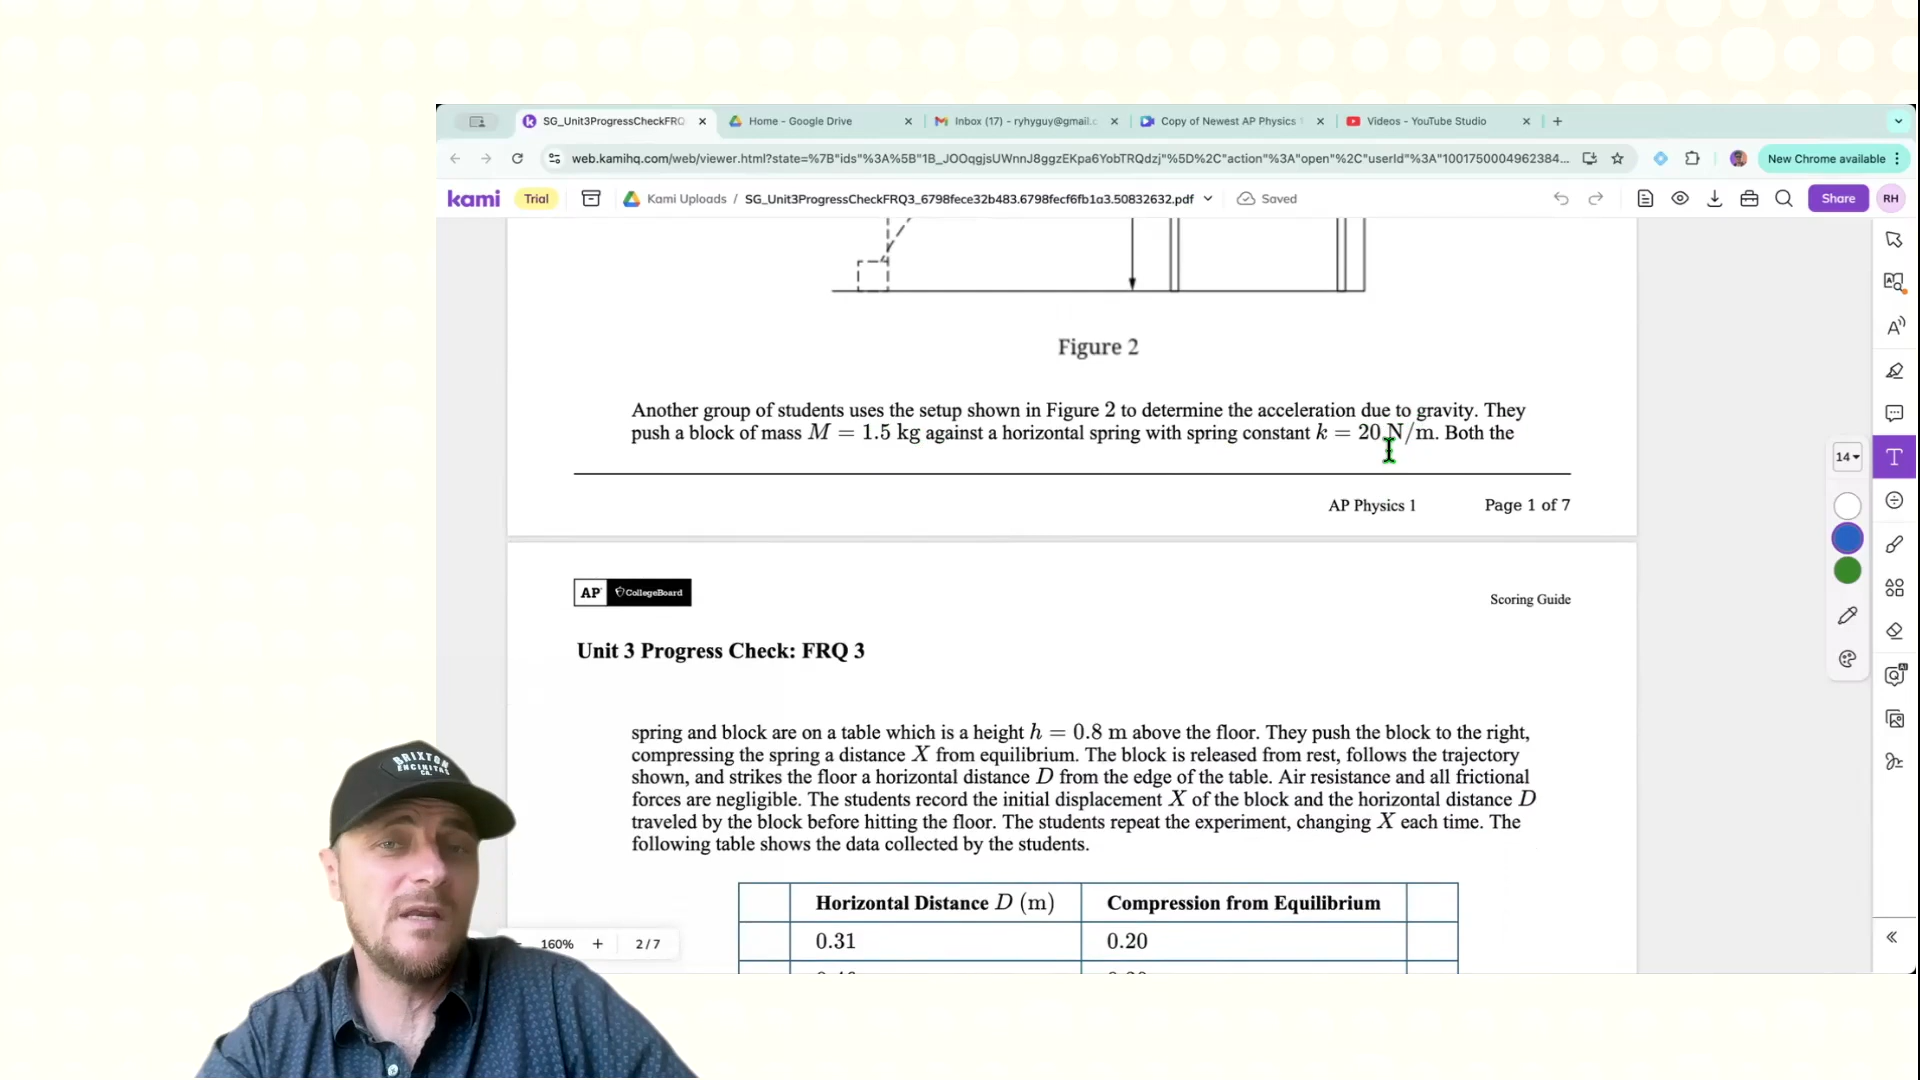 SG_Unit3ProgressCheckFRQ
Home - Google Drive
Inbox (17) - ryhyguy@gmail.c
Copy of Newest AP Physics 1
Videos - YouTube Studio
web.kamihq.com/web/viewer.html?state=%7B"ids"%3A%5B"1B_JOOqgjsUWnnJ8ggzEKpa6YobTRQdzj"%5D%2C"action"%3A"open"%2C"userId"%3A"1001750004962384...
New Chrome available
kami
Trial
Kami Uploads / SG_Unit3ProgressCheckFRQ3_6798fece32b483.6798fecf6fb1a3.50832632.pdf
Saved
Share
RH
Figure 2
Another group of students uses the setup shown in Figure 2 to determine the acceleration due to gravity. They
push a block of mass M = 1.5 kg against a horizontal spring with spring constant k = 20 N/m. Both the
AP Physics 1
Page 1 of 7
AP CollegeBoard
Scoring Guide
Unit 3 Progress Check: FRQ 3
spring and block are on a table which is a height h = 0.8 m above the floor. They push the block to the right,
compressing the spring a distance X from equilibrium. The block is released from rest, follows the trajectory
shown, and strikes the floor a horizontal distance D from the edge of the table. Air resistance and all frictional
forces are negligible. The students record the initial displacement X of the block and the horizontal distance D
traveled by the block before hitting the floor. The students repeat the experiment, changing X each time. The
following table shows the data collected by the students.
Horizontal Distance D (m)
Compression from Equilibrium
0.31
0.20
160%
2/7
14
T
BRIXTON
ENCINITAS
CA.